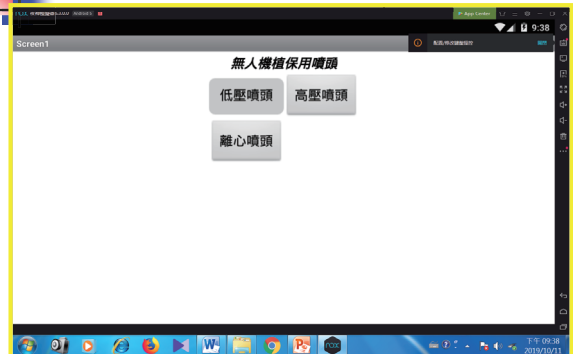 App Center
9:38
Screen1
無人機植保用噴頭
低壓噴頭 高壓噴頭
離心噴頭
下午 09:38
2019/10/11